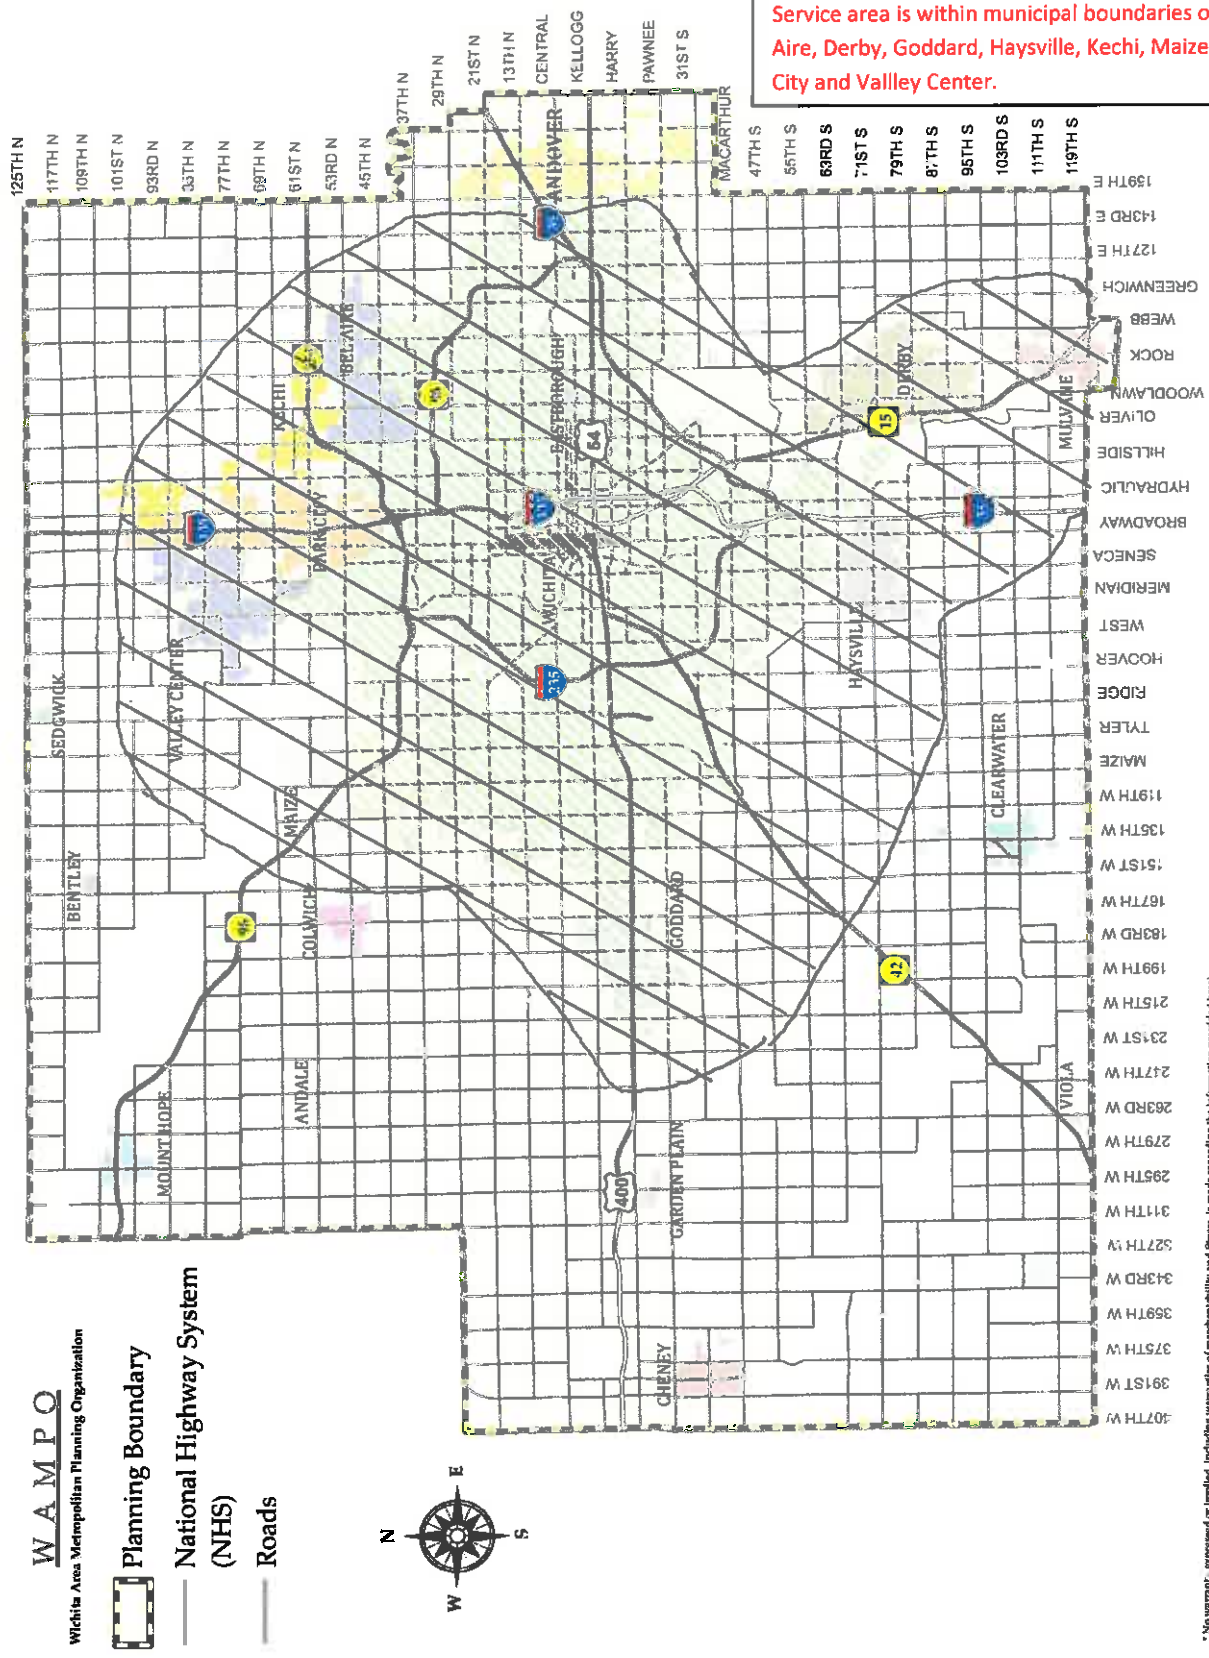 Service area is within municipal boundaries o
Aire, Derby, Goddard, Haysville, Kechi, Maize
City and Vallley Center.
W A M P O
Wichita Area Metropolitan Planning Organization
Planning Boundary
National Highway System
(NHS)
Roads
N
E
S
W
125TH N
117TH N
109TH N
101ST N
93RD N
77TH N
69TH N
61ST N
53RD N
45TH N
37TH N
29TH N
21ST N
13TH N
CENTRAL
KELLOGG
HARRY
PAWNEE
31ST S
MACARTHUR
47TH S
55TH S
63RD S
71ST S
79TH S
87TH S
95TH S
103RD S
111TH S
119TH S
159TH E
143RD E
127TH E
GREENWICH
WEBB
ROCK
WOODLAWN
OLIVER
HILLSIDE
HYDRAULIC
BROADWAY
SENECA
MERIDIAN
WEST
HOOVER
RIDGE
TYLER
MAIZE
119TH W
135TH W
151ST W
167TH W
183RD W
199TH W
215TH W
231ST W
247TH W
263RD W
279TH W
295TH W
311TH W
327TH W
343RD W
359TH W
375TH W
391ST W
407TH W
SEDGWICK
BENTLEY
VALLEY CENTER
PARK CITY
KECHI
BEL AIRE
ANDOVER
EASTBOROUGH
WICHITA
MAIZE
COLWICH
ANDALE
MOUNT HOPE
GODDARD
GARDEN PLAIN
CHENEY
HAYSVILLE
DERBY
MULVANE
CLEARWATER
VIOLA
96
54
15
235
42
400